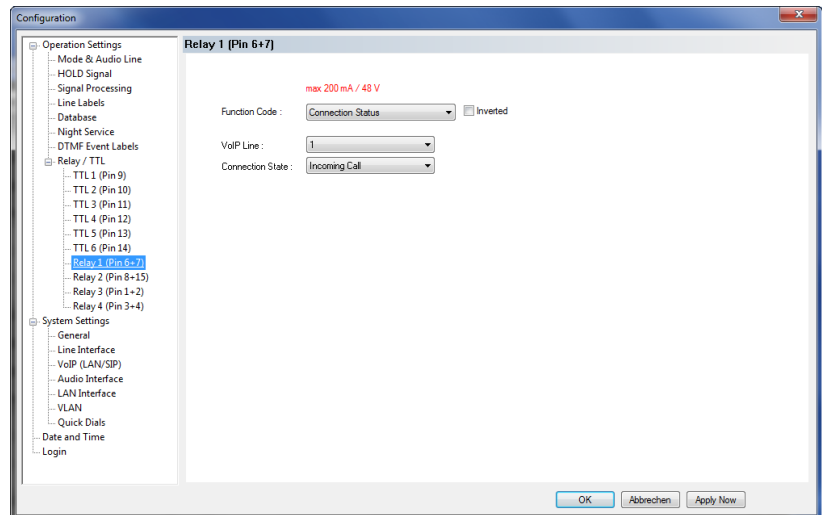 Configuration
Operation Settings
Mode & Audio Line
HOLD Signal
Signal Processing
Line Labels
Database
Night Service
DTMF Event Labels
Relay / TTL
TTL 1 (Pin 9)
TTL 2 (Pin 10)
TTL 3 (Pin 11)
TTL 4 (Pin 12)
TTL 5 (Pin 13)
TTL 6 (Pin 14)
Relay 1 (Pin 6+7)
Relay 2 (Pin 8+15)
Relay 3 (Pin 1+2)
Relay 4 (Pin 3+4)
System Settings
General
Line Interface
VoIP (LAN/SIP)
Audio Interface
LAN Interface
VLAN
Quick Dials
Date and Time
Login
Relay 1 (Pin 6+7)
max 200 mA / 48 V
Function Code : Connection Status Inverted
VoIP Line : 1
Connection State : Incoming Call
OK Abbrechen Apply Now